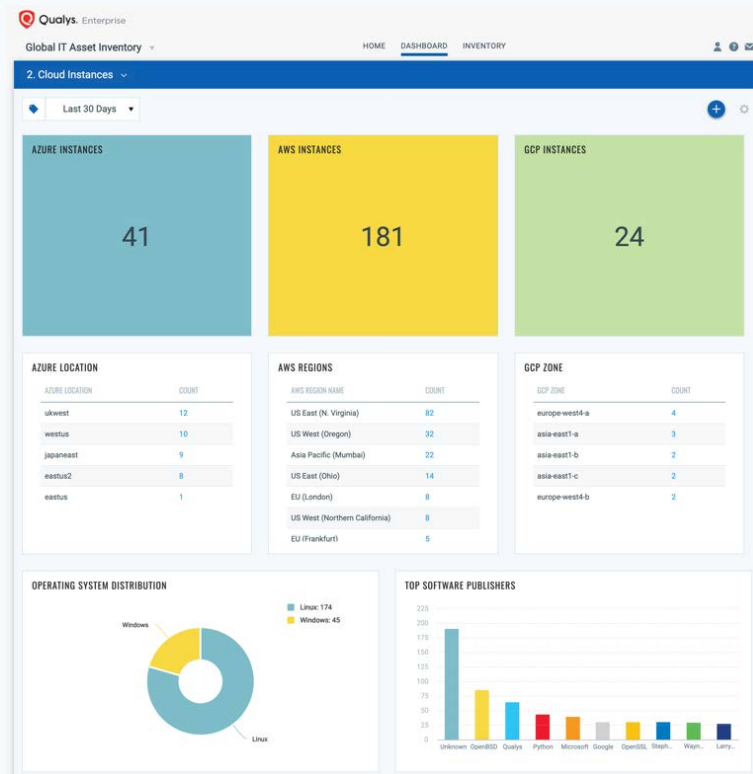 Qualys. Enterprise
Global IT Asset Inventory
HOME DASHBOARD INVENTORY
2. Cloud Instances
Last 30 Days
AZURE INSTANCES
41
AWS INSTANCES
181
GCP INSTANCES
24
AZURE LOCATION
AZURE LOCATION COUNT
ukwest 12
westus 10
japaneast 9
eastus2 8
eastus 1
AWS REGIONS
AWS REGION NAME COUNT
US East (N. Virginia) 82
US West (Oregon) 32
Asia Pacific (Mumbai) 22
US East (Ohio) 14
EU (London) 8
US West (Northern California) 8
EU (Frankfurt) 5
GCP ZONE
GCP ZONE COUNT
europe-west4-a 4
asia-east1-a 3
asia-east1-b 2
asia-east1-c 2
europe-west4-b 2
OPERATING SYSTEM DISTRIBUTION
Linux: 174
Windows: 45
Windows
Linux
TOP SOFTWARE PUBLISHERS
225
200
175
150
125
100
75
50
25
0
Unknown OpenBSD Qualys Python Microsoft Google OpenSSL Steph... Wayn... Larry...